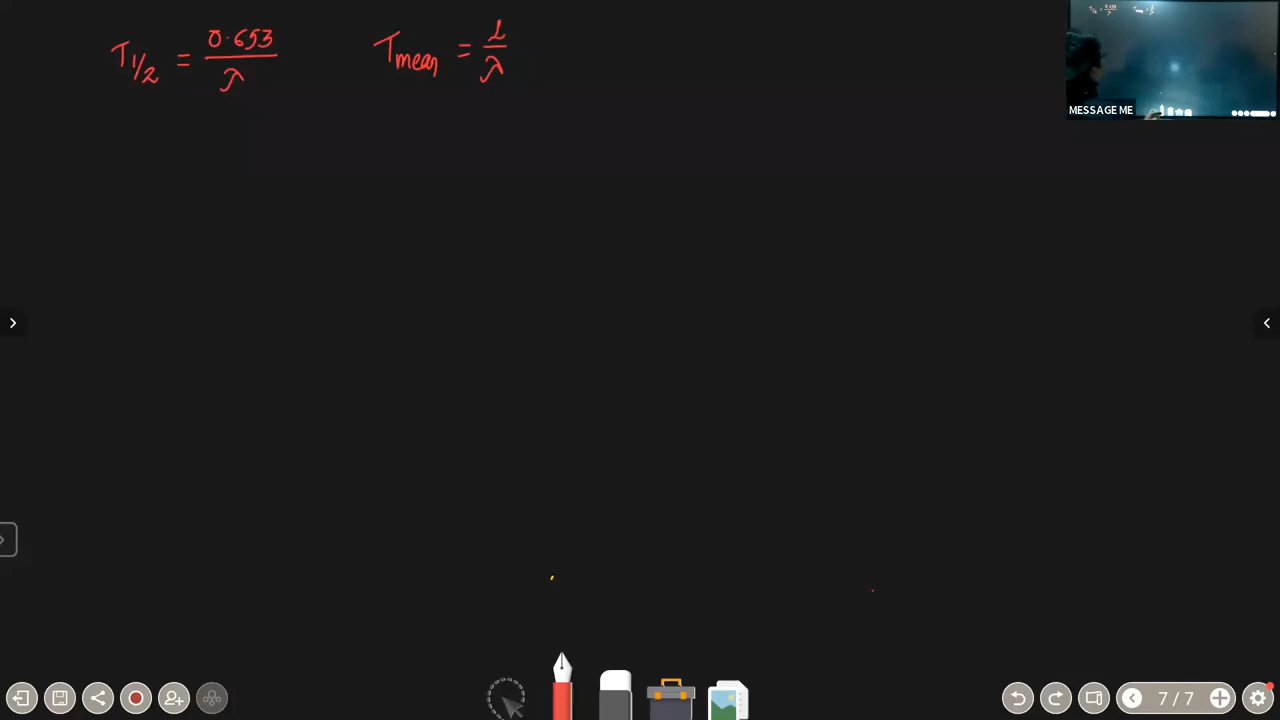 T1/2 = 0.653/λ    Tmean = 1/λ
MESSAGE ME
7 / 7